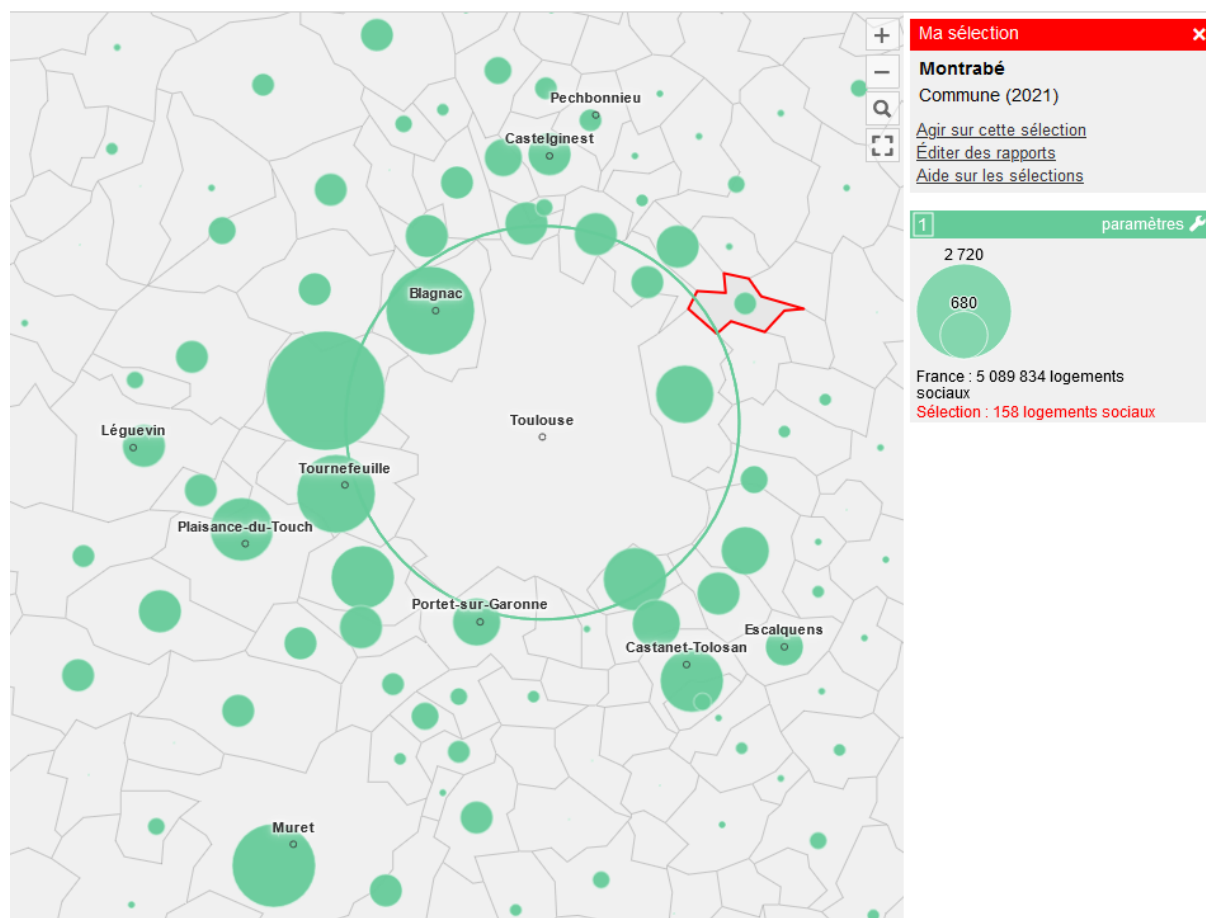 Pechbonnieu
Castelginest
Blagnac
Toulouse
Léguevin
Tournefeuille
Plaisance-du-Touch
Portet-sur-Garonne
Escalquens
Castanet-Tolosan
Muret
+
−
Ma sélection ×
Montrabé
Commune (2021)
Agir sur cette sélection
Éditer des rapports
Aide sur les sélections
1 paramètres
2 720
680
France : 5 089 834 logements
sociaux
Sélection : 158 logements sociaux